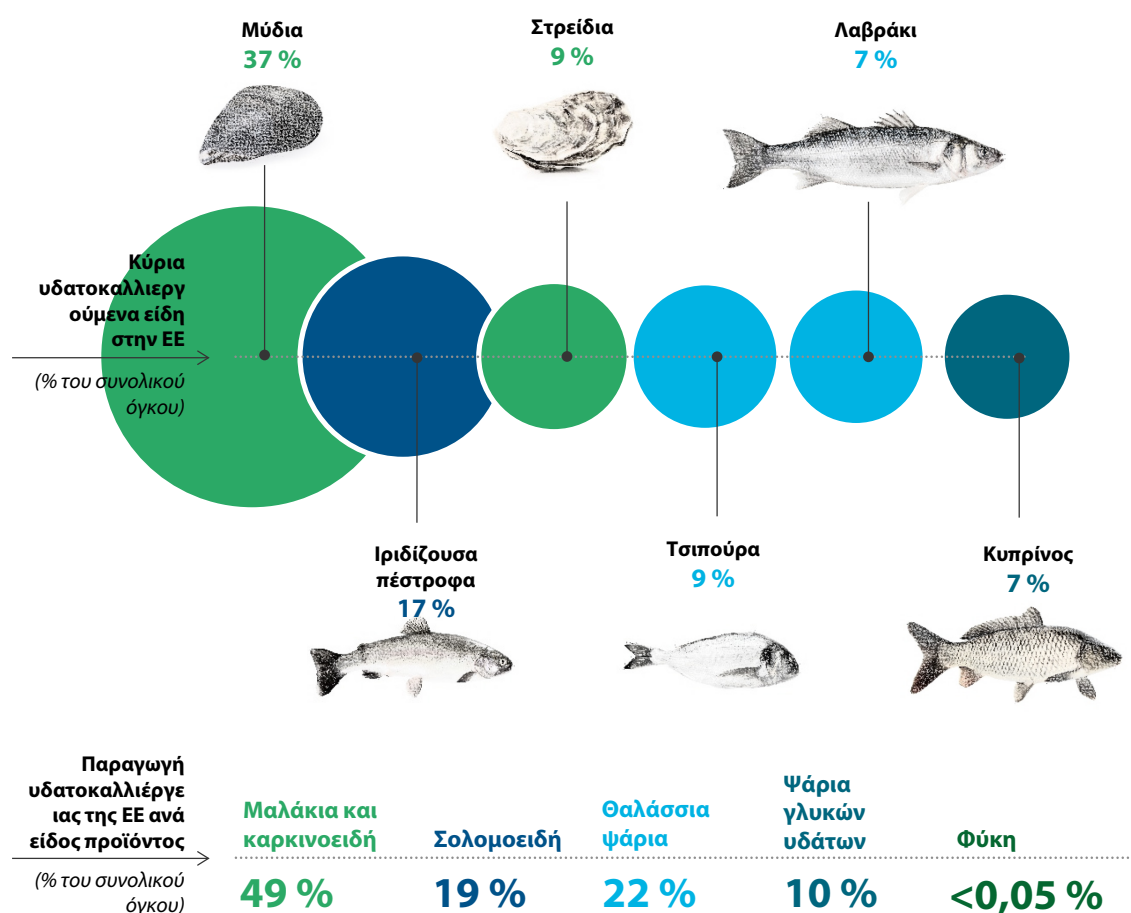 Μύδια
37 %
Στρείδια
9 %
Λαβράκι
7 %
Κύρια
υδατοκαλλιεργ
ούμενα είδη
στην ΕΕ
(% του συνολικού
όγκου)
Ιριδίζουσα
πέστροφα
17 %
Τσιπούρα
9 %
Κυπρίνος
7 %
Παραγωγή
υδατοκαλλιέργε
ιας της ΕΕ ανά
είδος προϊόντος
(% του συνολικού
όγκου)
Μαλάκια και
καρκινοειδή
49 %
Σολομοειδή
19 %
Θαλάσσια
ψάρια
22 %
Ψάρια
γλυκών
υδάτων
10 %
Φύκη
<0,05 %